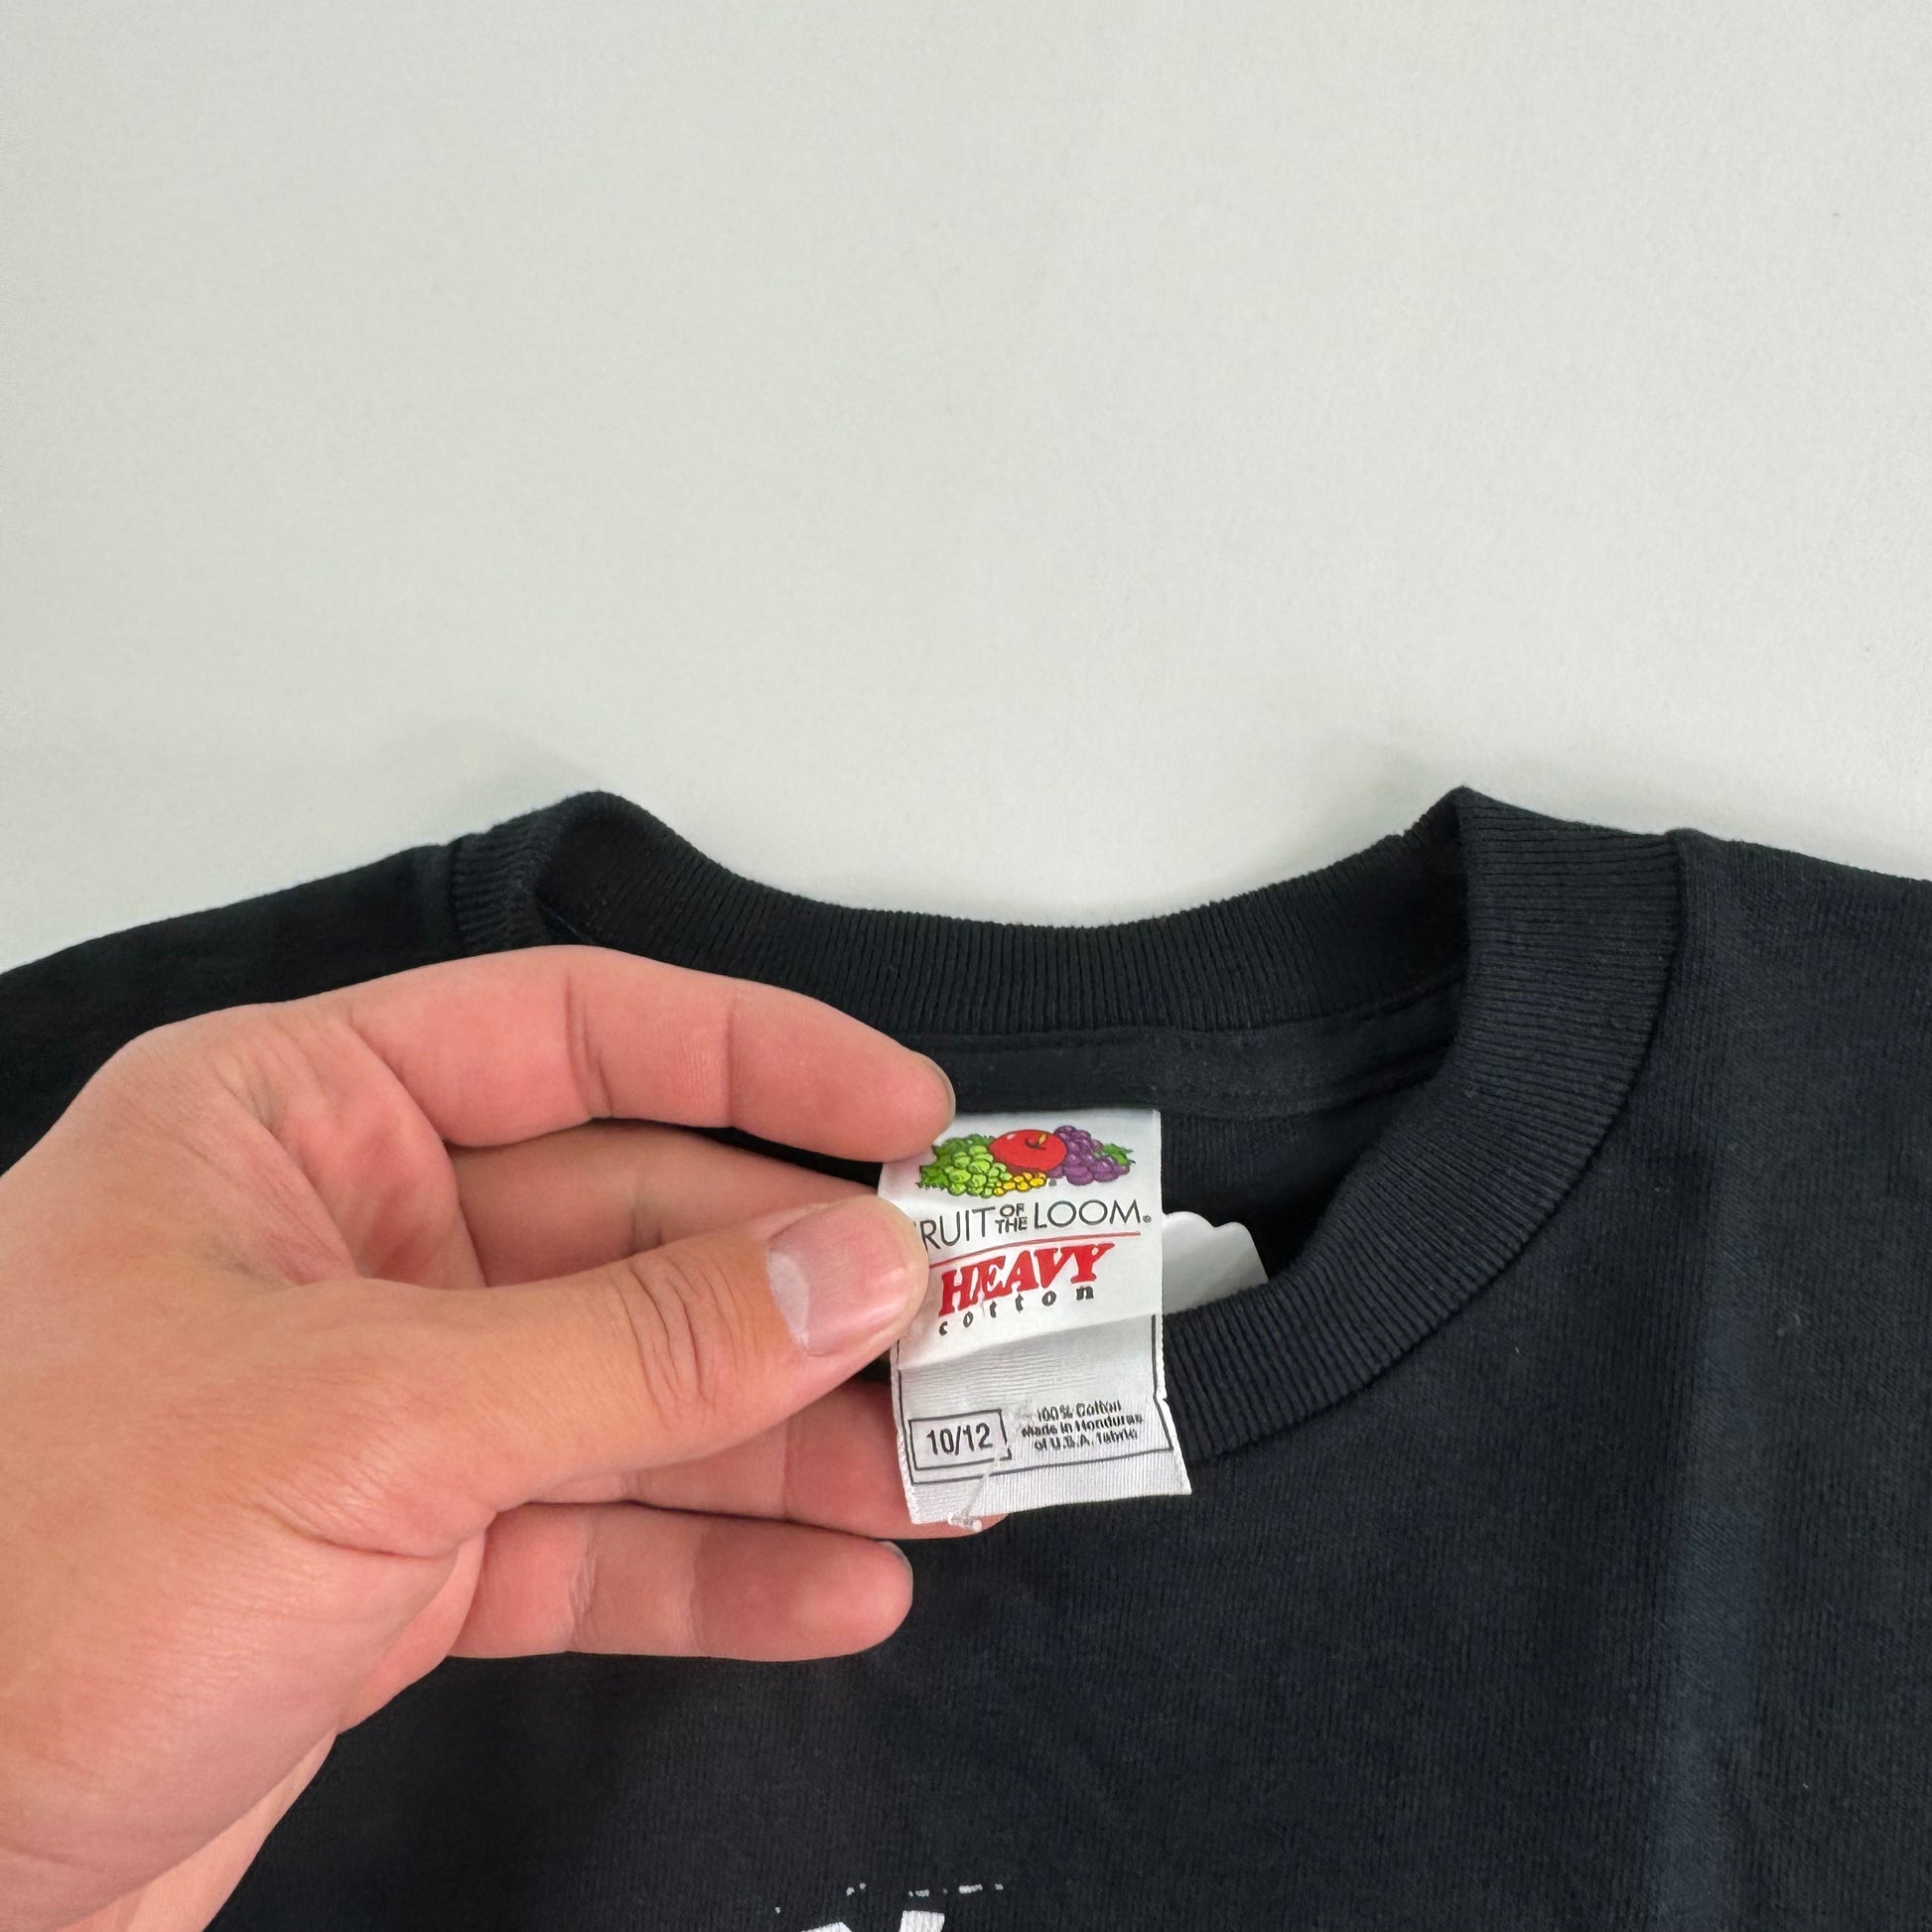 RUIT OF THE LOOM®
HEAVY
cotton
10/12
100% Cotton
Made in Honduras
of U.S.A. fabric